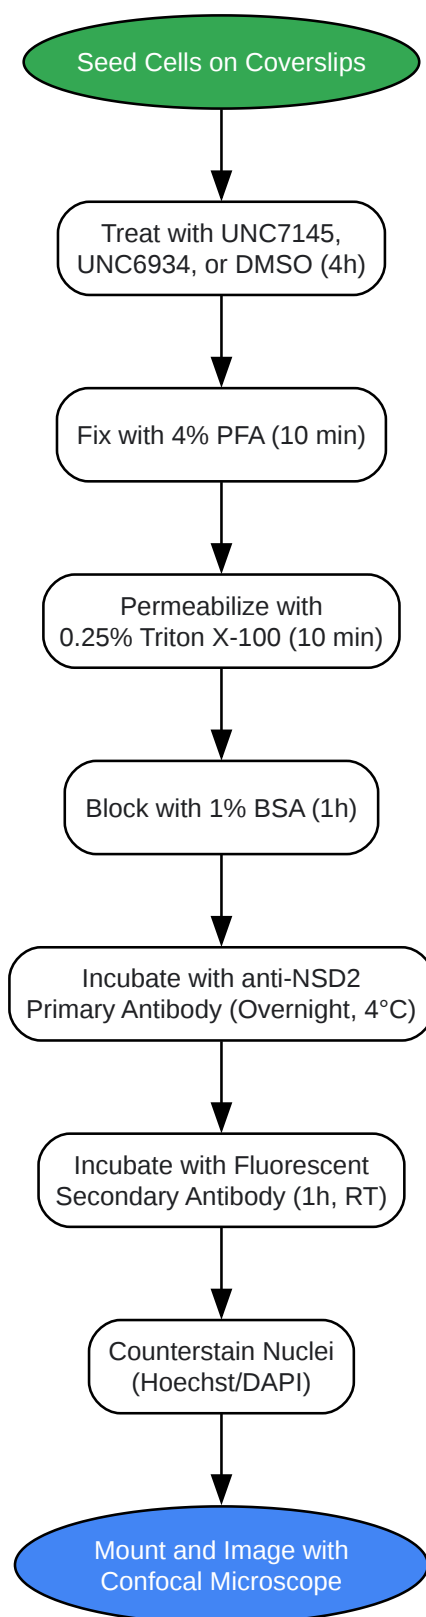 Seed Cells on Coverslips
Treat with UNC7145,
UNC6934, or DMSO (4h)
Fix with 4% PFA (10 min)
Permeabilize with
0.25% Triton X-100 (10 min)
Block with 1% BSA (1h)
Incubate with anti-NSD2
Primary Antibody (Overnight, 4°C)
Incubate with Fluorescent
Secondary Antibody (1h, RT)
Counterstain Nuclei
(Hoechst/DAPI)
Mount and Image with
Confocal Microscope